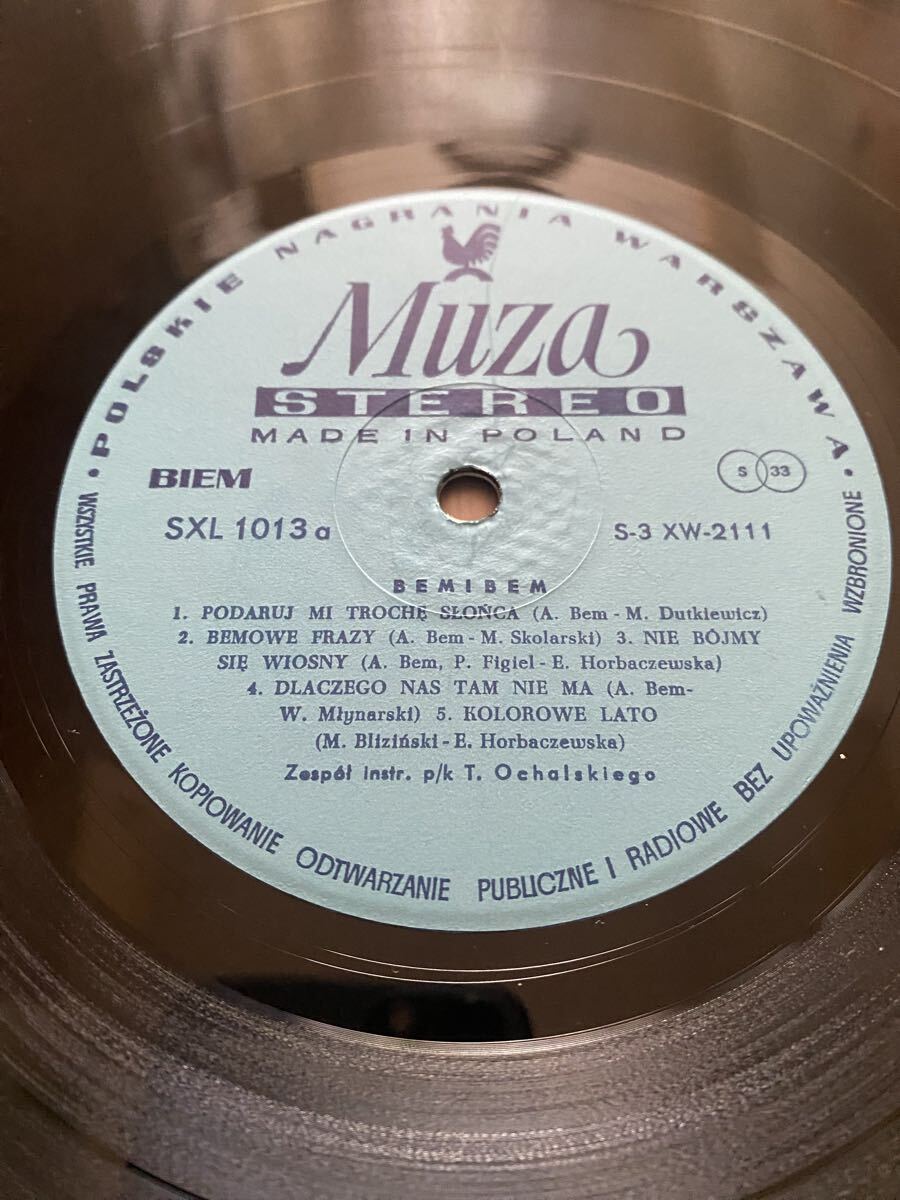 • POLSKIE NAGRANIA WARSZAWA •
Muza
STEREO
MADE IN POLAND
BIEM
S 33
SXL 1013 a
S-3 XW-2111
BEMIBEM
1. PODARUJ MI TROCHĘ SŁOŃCA (A. Bem - M. Dutkiewicz)
2. BEMOWE FRAZY (A. Bem - M. Skolarski) 3. NIE BÓJMY
SIĘ WIOSNY (A. Bem, P. Figiel - E. Horbaczewska)
4. DLACZEGO NAS TAM NIE MA (A. Bem-
W. Młynarski) 5. KOLOROWE LATO
(M. Bliziński - E. Horbaczewska)
Zespół instr. p/k T. Ochalskiego
WSZYSTKIE PRAWA ZASTRZEŻONE KOPIOWANIE ODTWARZANIE PUBLICZNE I RADIOWE BEZ UPOWAŻNIENIA WZBRONIONE